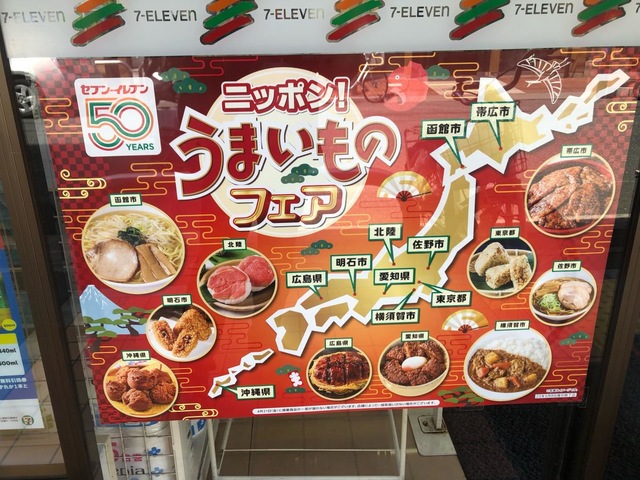 7-ELEVEN
7-ELEVEN
7-ELEVEN
7-ELEVEN
7-ELEVEN
セブン-イレブン
50
YEARS
ニッポン!
うまいもの
フェア
函館市
帯広市
函館市
帯広市
北陸
北陸
佐野市
東京都
佐野市
明石市
広島県
明石市
愛知県
東京都
横須賀市
横須賀市
沖縄県
広島県
愛知県
沖縄県